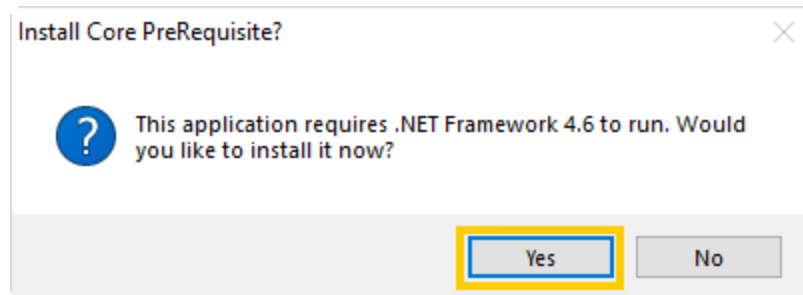 Install Core PreRequisite?
This application requires .NET Framework 4.6 to run. Would
you like to install it now?
Yes
No